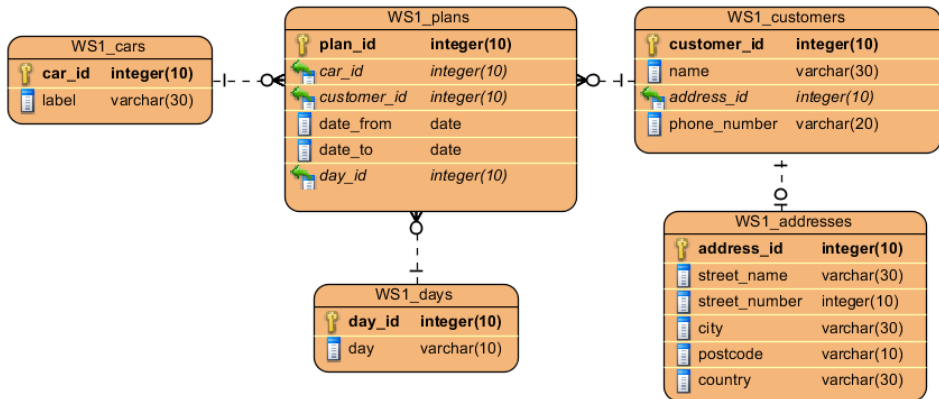 WS1_cars
car_id integer(10)
label varchar(30)
WS1_plans
plan_id integer(10)
car_id integer(10)
customer_id integer(10)
date_from date
date_to date
day_id integer(10)
WS1_customers
customer_id integer(10)
name varchar(30)
address_id integer(10)
phone_number varchar(20)
WS1_days
day_id integer(10)
day varchar(10)
WS1_addresses
address_id integer(10)
street_name varchar(30)
street_number integer(10)
city varchar(30)
postcode varchar(10)
country varchar(30)